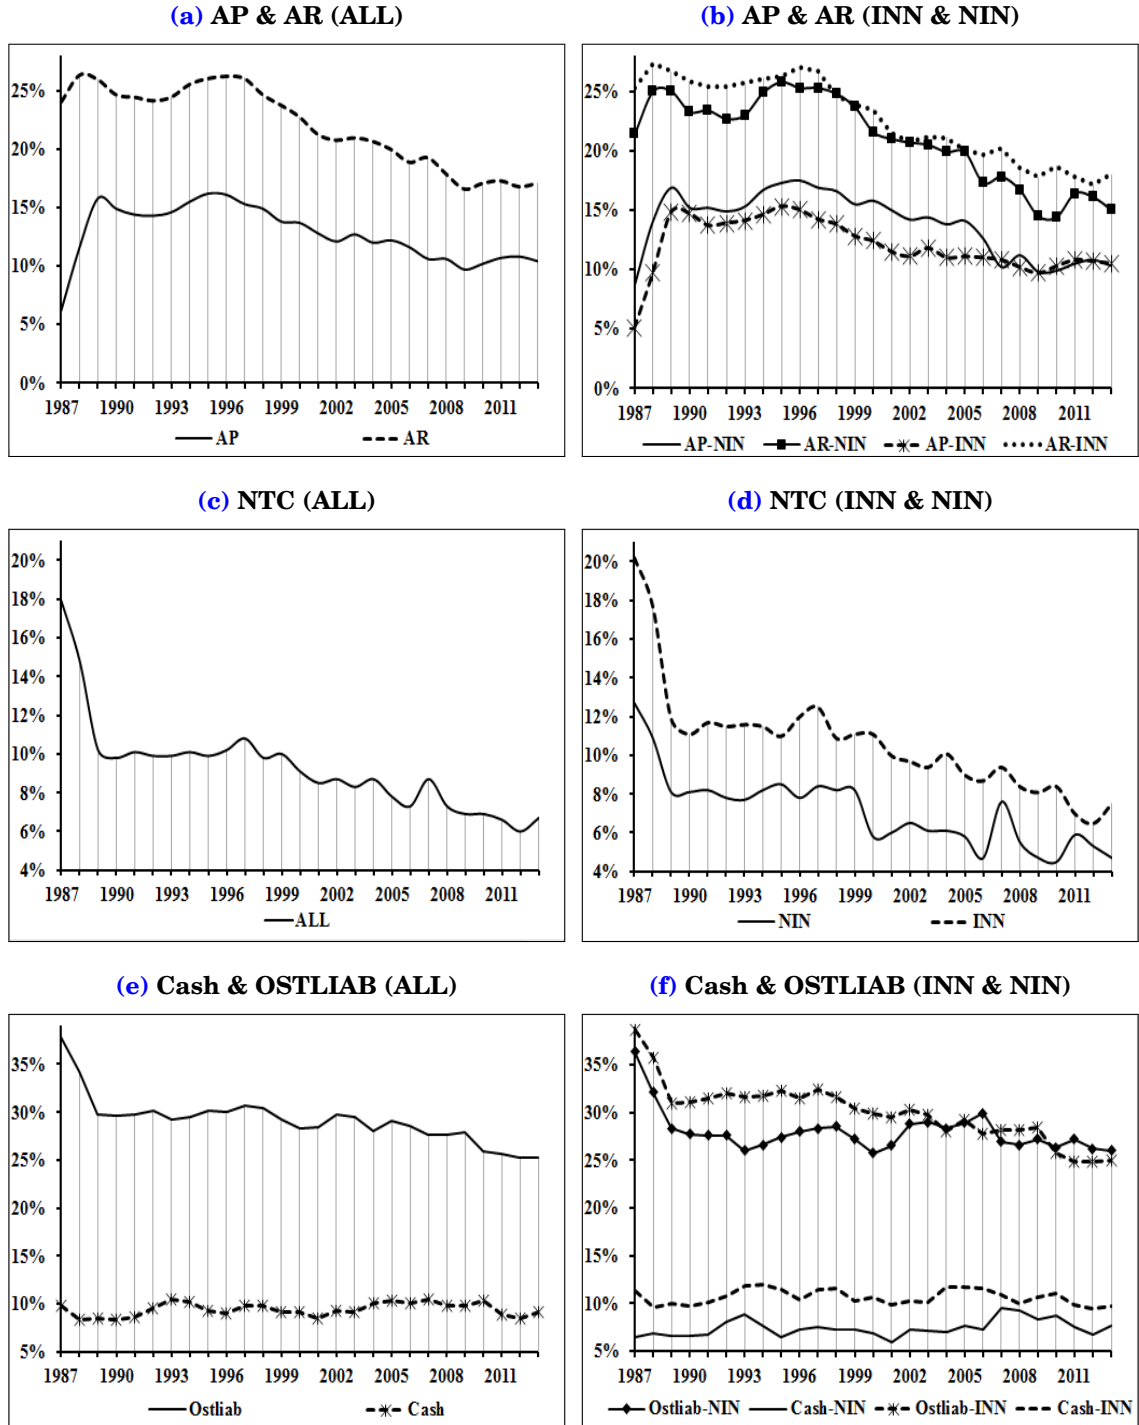 (a) AP & AR (ALL)
25%
20%
15%
10%
5%
0%
1987 1990 1993 1996 1999 2002 2005 2008 2011
AP AR
(b) AP & AR (INN & NIN)
25%
20%
15%
10%
5%
0%
1987 1990 1993 1996 1999 2002 2005 2008 2011
AP-NIN AR-NIN AP-INN AR-INN
(c) NTC (ALL)
20%
18%
16%
14%
12%
10%
8%
6%
4%
1987 1990 1993 1996 1999 2002 2005 2008 2011
ALL
(d) NTC (INN & NIN)
20%
18%
16%
14%
12%
10%
8%
6%
4%
1987 1990 1993 1996 1999 2002 2005 2008 2011
NIN INN
(e) Cash & OSTLIAB (ALL)
35%
30%
25%
20%
15%
10%
5%
1987 1990 1993 1996 1999 2002 2005 2008 2011
Ostliab Cash
(f) Cash & OSTLIAB (INN & NIN)
35%
30%
25%
20%
15%
10%
5%
1987 1990 1993 1996 1999 2002 2005 2008 2011
Ostliab-NIN Cash-NIN Ostliab-INN Cash-INN